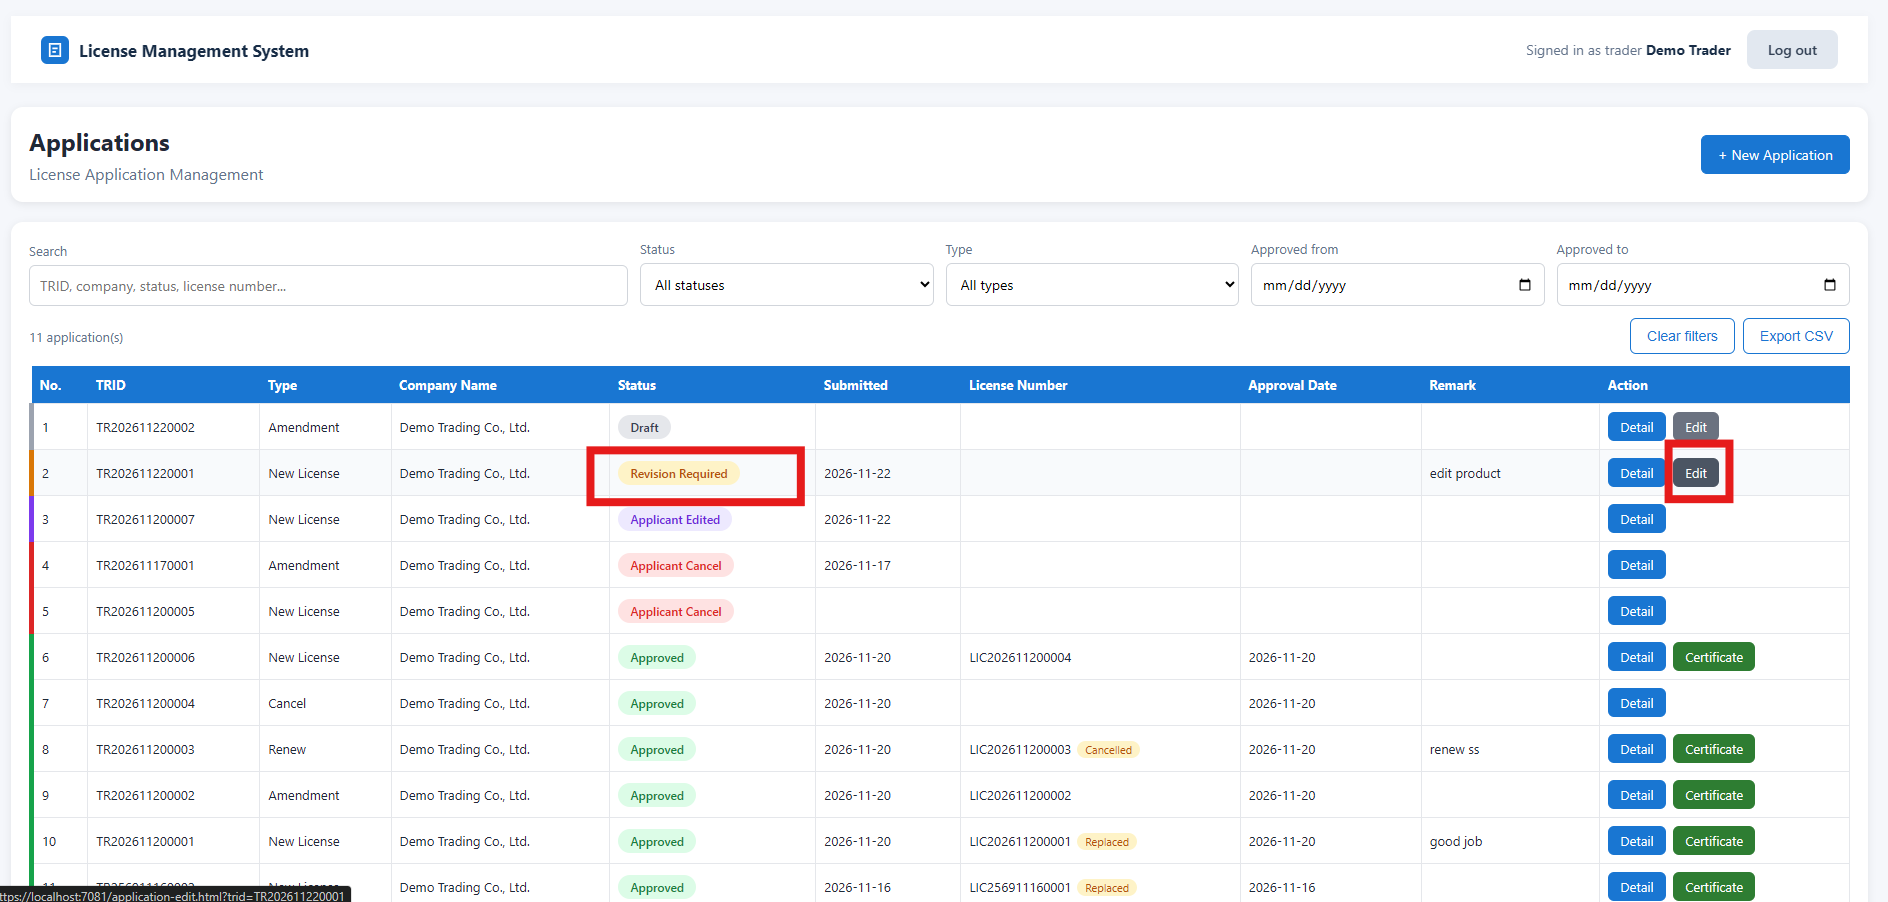 License Management System
Signed in as trader Demo Trader
Log out
Applications
License Application Management
+ New Application
Search
Status
Type
Approved from
Approved to
TRID, company, status, license number...
All statuses
All types
mm/dd/yyyy
mm/dd/yyyy
11 application(s)
Clear filters
Export CSV
No. TRID Type Company Name Status Submitted License Number Approval Date Remark Action
1 TR202611220002 Amendment Demo Trading Co., Ltd. Draft Detail Edit
2 TR202611220001 New License Demo Trading Co., Ltd. Revision Required 2026-11-22 edit product Detail Edit
3 TR202611200007 New License Demo Trading Co., Ltd. Applicant Edited 2026-11-22 Detail
4 TR202611170001 Amendment Demo Trading Co., Ltd. Applicant Cancel 2026-11-17 Detail
5 TR202611200005 New License Demo Trading Co., Ltd. Applicant Cancel Detail
6 TR202611200006 New License Demo Trading Co., Ltd. Approved 2026-11-20 LIC202611200004 2026-11-20 Detail Certificate
7 TR202611200004 Cancel Demo Trading Co., Ltd. Approved 2026-11-20 2026-11-20 Detail
8 TR202611200003 Renew Demo Trading Co., Ltd. Approved 2026-11-20 LIC202611200003 Cancelled 2026-11-20 renew ss Detail Certificate
9 TR202611200002 Amendment Demo Trading Co., Ltd. Approved 2026-11-20 LIC202611200002 2026-11-20 Detail Certificate
10 TR202611200001 New License Demo Trading Co., Ltd. Approved 2026-11-20 LIC202611200001 Replaced 2026-11-20 good job Detail Certificate
Demo Trading Co., Ltd. Approved 2026-11-16 LIC256911160001 Replaced 2026-11-16 Detail Certificate
ttps://localhost:7081/application-edit.html?trid=TR202611220001